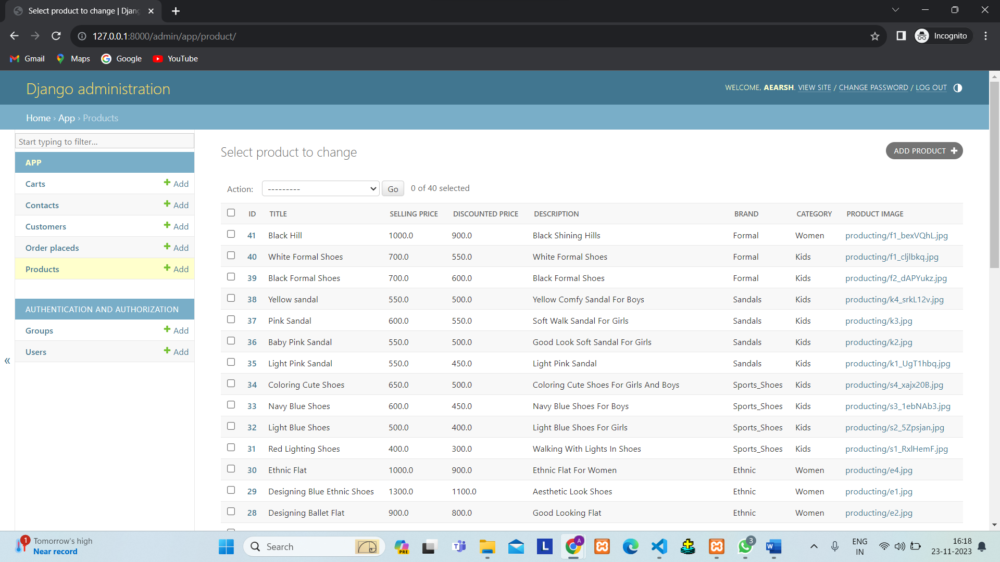 Select product to change | Djang
127.0.0.1:8000/admin/app/product/
Incognito
Gmail Maps Google YouTube
Django administration
WELCOME, AEARSH. VIEW SITE / CHANGE PASSWORD / LOG OUT
Home › App › Products
Start typing to filter...
APP
Carts + Add
Contacts + Add
Customers + Add
Order placeds + Add
Products + Add
AUTHENTICATION AND AUTHORIZATION
Groups + Add
Users + Add
«
Select product to change
ADD PRODUCT +
Action: --------- Go 0 of 40 selected
ID TITLE SELLING PRICE DISCOUNTED PRICE DESCRIPTION BRAND CATEGORY PRODUCT IMAGE
41 Black Hill 1000.0 900.0 Black Shining Hills Formal Women producting/f1_bexVQhL.jpg
40 White Formal Shoes 700.0 550.0 White Formal Shoes Formal Kids producting/f1_cljlbkq.jpg
39 Black Formal Shoes 700.0 600.0 Black Formal Shoes Formal Kids producting/f2_dAPYukz.jpg
38 Yellow sandal 550.0 500.0 Yellow Comfy Sandal For Boys Sandals Kids producting/k4_srkL12v.jpg
37 Pink Sandal 600.0 550.0 Soft Walk Sandal For Girls Sandals Kids producting/k3.jpg
36 Baby Pink Sandal 550.0 500.0 Good Look Soft Sandal For Girls Sandals Kids producting/k2.jpg
35 Light Pink Sandal 550.0 450.0 Light Pink Sandal Sandals Kids producting/k1_UgT1hbq.jpg
34 Coloring Cute Shoes 650.0 500.0 Coloring Cute Shoes For Girls And Boys Sports_Shoes Kids producting/s4_xajx20B.jpg
33 Navy Blue Shoes 600.0 450.0 Navy Blue Shoes For Boys Sports_Shoes Kids producting/s3_1ebNAb3.jpg
32 Light Blue Shoes 500.0 400.0 Light Blue Shoes For Girls Sports_Shoes Kids producting/s2_5Zpsjan.jpg
31 Red Lighting Shoes 400.0 300.0 Walking With Lights In Shoes Sports_Shoes Kids producting/s1_RxlHemF.jpg
30 Ethnic Flat 1000.0 900.0 Ethnic Flat For Women Ethnic Women producting/e4.jpg
29 Designing Blue Ethnic Shoes 1300.0 1100.0 Aesthetic Look Shoes Ethnic Women producting/e1.jpg
28 Designing Ballet Flat 900.0 800.0 Good Looking Flat Ethnic Women producting/e2.jpg
1 Tomorrow's high
Near record
Search
PRE
L
A
3
W
ENG
IN
16:18
23-11-2023